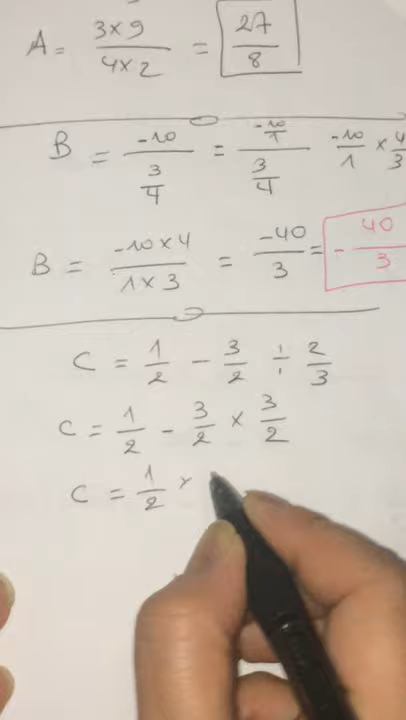 A = 3×9/4×2 = 27/8
B = -10/(3/4) = (-10/1)/(3/4) -10/1 × 4/3
B = -10×4/1×3 = -40/3 = -40/3
C = 1/2 - 3/2 ÷ 2/3
C = 1/2 - 3/2 × 3/2
C = 1/2 ×